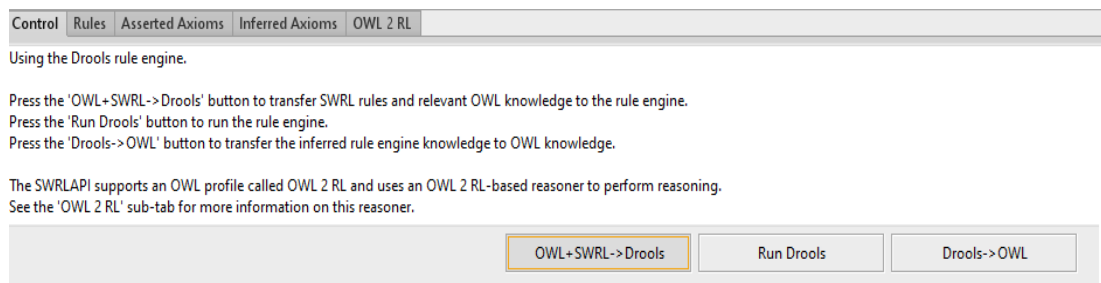 Control Rules Asserted Axioms Inferred Axioms OWL 2 RL
Using the Drools rule engine.
Press the 'OWL+SWRL->Drools' button to transfer SWRL rules and relevant OWL knowledge to the rule engine.
Press the 'Run Drools' button to run the rule engine.
Press the 'Drools->OWL' button to transfer the inferred rule engine knowledge to OWL knowledge.
The SWRLAPI supports an OWL profile called OWL 2 RL and uses an OWL 2 RL-based reasoner to perform reasoning.
See the 'OWL 2 RL' sub-tab for more information on this reasoner.
OWL+SWRL->Drools Run Drools Drools->OWL